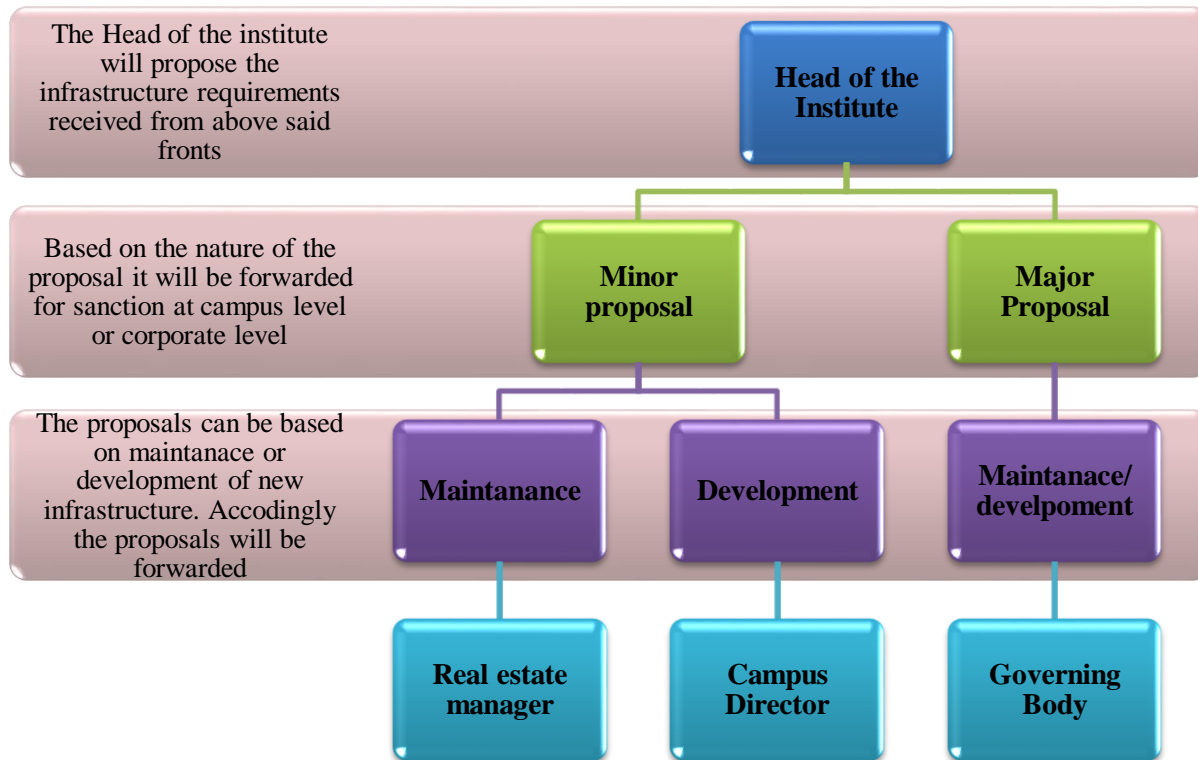 The Head of the institute
will propose the
infrastructure requirements
received from above said
fronts
Head of the
Institute
Based on the nature of the
proposal it will be forwarded
for sanction at campus level
or corporate level
Minor
proposal
Major
Proposal
The proposals can be based
on maintanace or
development of new
infrastructure. Accodingly
the proposals will be
forwarded
Maintanance
Development
Maintanace/
develpoment
Real estate
manager
Campus
Director
Governing
Body